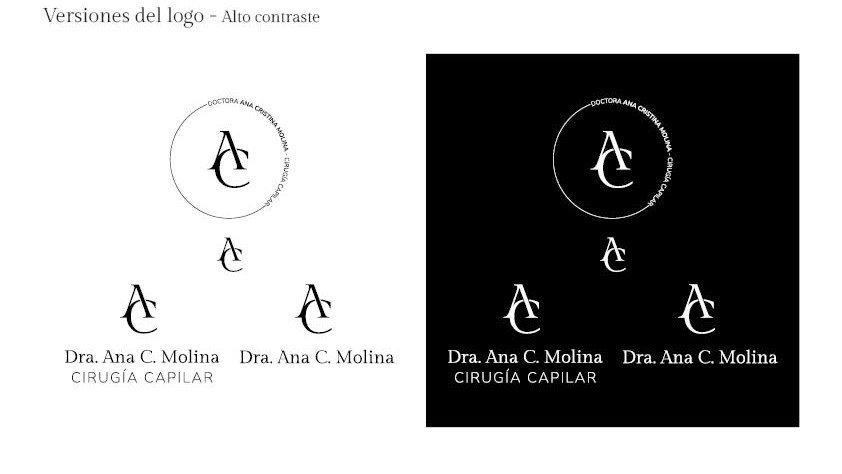 Versiones del logo - Alto contraste
DOCTORA ANA CRISTINA MOLINA - CIRUGÍA CAPILAR
AC
AC
AC
Dra. Ana C. Molina
CIRUGÍA CAPILAR
AC
Dra. Ana C. Molina
DOCTORA ANA CRISTINA MOLINA - CIRUGÍA CAPILAR
AC
AC
AC
Dra. Ana C. Molina
CIRUGÍA CAPILAR
AC
Dra. Ana C. Molina